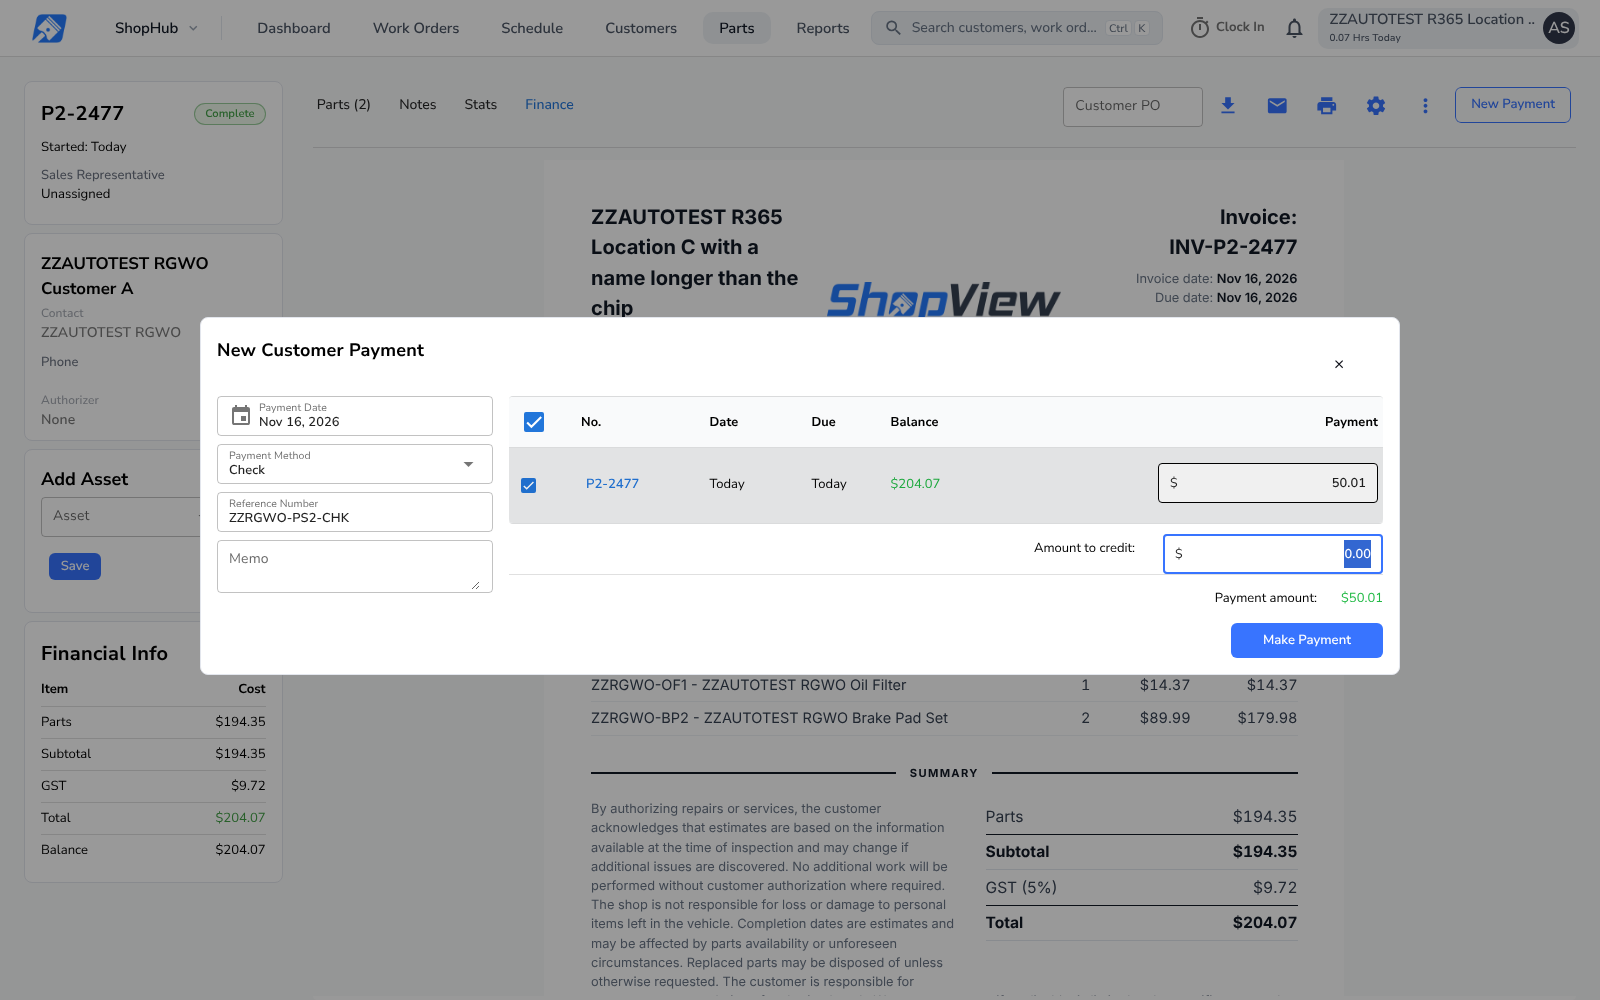 ShopHub
Dashboard
Work Orders
Schedule
Customers
Parts
Reports
Search customers, work ord...
Ctrl
K
Clock In
ZZAUTOTEST R365 Location ..
0.07 Hrs Today
AS
P2-2477
Complete
Started: Today
Sales Representative
Unassigned
Parts (2)
Notes
Stats
Finance
Customer PO
New Payment
ZZAUTOTEST RGWO
Customer A
Contact
ZZAUTOTEST RGWO
Phone
Authorizer
None
Add Asset
Asset
Save
Financial Info
Item Cost
Parts $194.35
Subtotal $194.35
GST $9.72
Total $204.07
Balance $204.07
ZZAUTOTEST R365
Location C with a
name longer than the
chip
ShopView
Invoice:
INV-P2-2477
Invoice date: Nov 16, 2026
Due date: Nov 16, 2026
New Customer Payment
×
Payment Date
Nov 16, 2026
Payment Method
Check
Reference Number
ZZRGWO-PS2-CHK
Memo
No. Date Due Balance Payment
P2-2477 Today Today $204.07 $ 50.01
Amount to credit: $ 0.00
Payment amount: $50.01
Make Payment
ZZRGWO-OF1 - ZZAUTOTEST RGWO Oil Filter 1 $14.37 $14.37
ZZRGWO-BP2 - ZZAUTOTEST RGWO Brake Pad Set 2 $89.99 $179.98
SUMMARY
By authorizing repairs or services, the customer
acknowledges that estimates are based on the information
available at the time of inspection and may change if
additional issues are discovered. No additional work will be
performed without customer authorization where required.
The shop is not responsible for loss or damage to personal
items left in the vehicle. Completion dates are estimates and
may be affected by parts availability or unforeseen
circumstances. Replaced parts may be disposed of unless
otherwise requested. The customer is responsible for
Parts $194.35
Subtotal $194.35
GST (5%) $9.72
Total $204.07